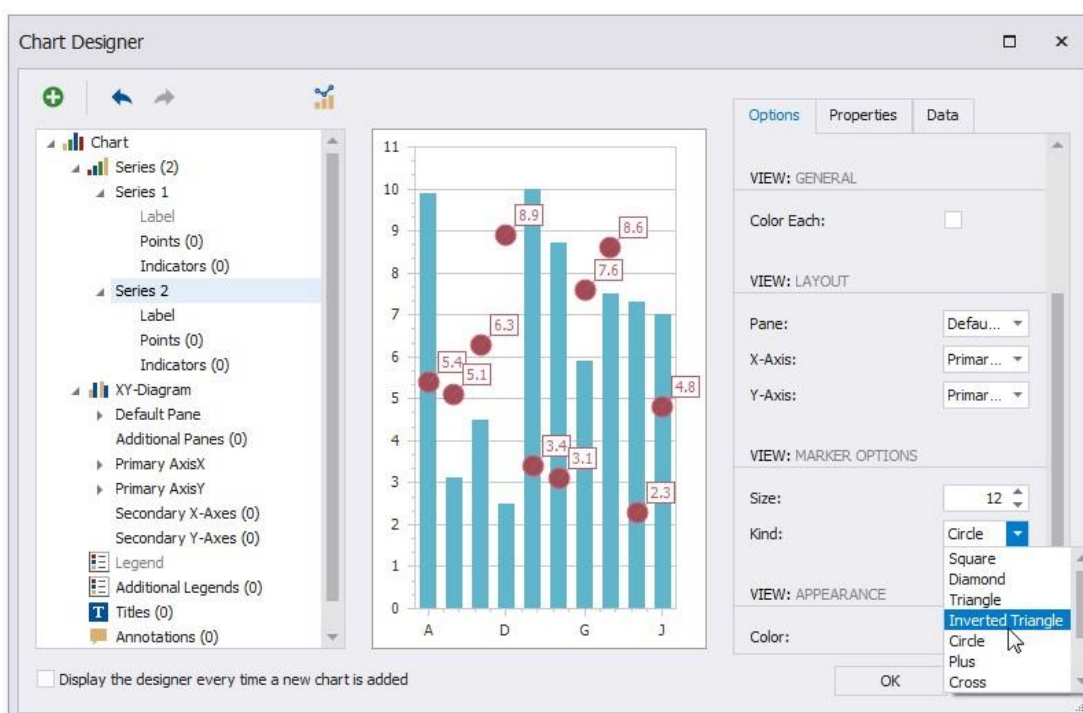 Chart Designer
Chart
Series (2)
Series 1
Label
Points (0)
Indicators (0)
Series 2
Label
Points (0)
Indicators (0)
XY-Diagram
Default Pane
Additional Panes (0)
Primary AxisX
Primary AxisY
Secondary X-Axes (0)
Secondary Y-Axes (0)
Legend
Additional Legends (0)
T Titles (0)
Annotations (0)
11
10
9
8
7
6
5
4
3
2
1
0
8.9
8.6
7.6
6.3
5.4
5.1
4.8
3.4
3.1
2.3
A D G J
Options Properties Data
VIEW: GENERAL
Color Each:
VIEW: LAYOUT
Pane: Defau...
X-Axis: Primar...
Y-Axis: Primar...
VIEW: MARKER OPTIONS
Size: 12
Kind: Circle
Square
Diamond
Triangle
Inverted Triangle
Circle
Plus
Cross
VIEW: APPEARANCE
Color:
Display the designer every time a new chart is added
OK